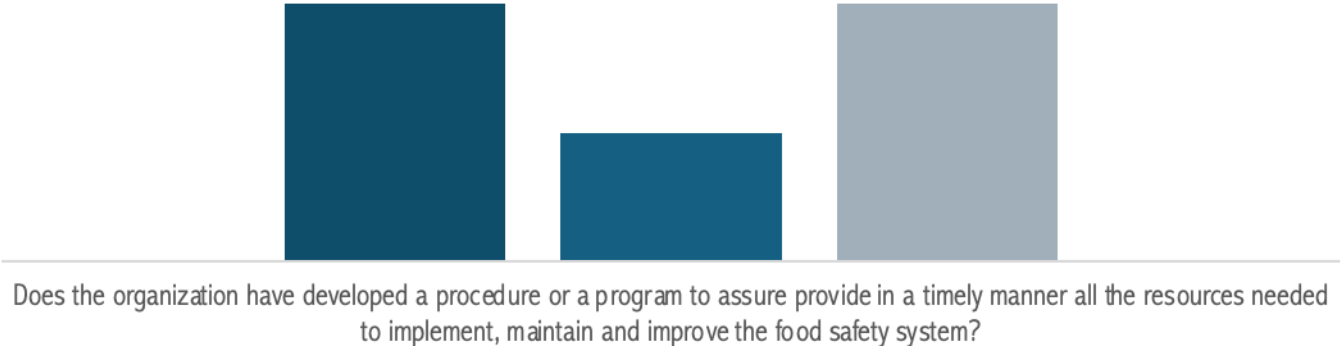 Does the organization have developed a procedure or a program to assure provide in a timely manner all the resources needed
to implement, maintain and improve the food safety system?